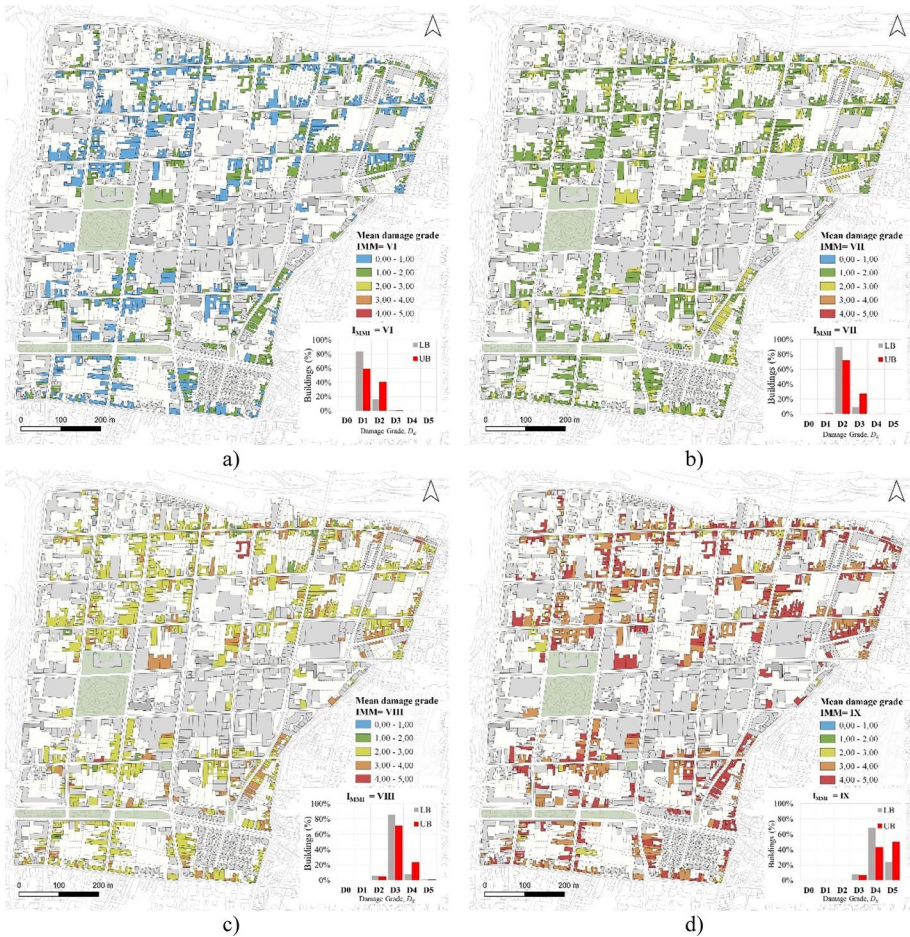 Mean damage grade
IMM= VI
0,00 - 1,00
1,00 - 2,00
2,00 - 3,00
3,00 - 4,00
4,00 - 5,00
I_MMI = VI
100%
80%
60%
40%
20%
0%
Buildings (%)
LB
UB
D0 D1 D2 D3 D4 D5
Damage Grade, D
0 100 200 m
a)
Mean damage grade
IMM= VII
0,00 - 1,00
1,00 - 2,00
2,00 - 3,00
3,00 - 4,00
4,00 - 5,00
I_MMI = VII
100%
80%
60%
40%
20%
0%
Buildings (%)
LB
UB
D0 D1 D2 D3 D4 D5
Damage Grade, D
0 100 200 m
b)
Mean damage grade
IMM= VIII
0,00 - 1,00
1,00 - 2,00
2,00 - 3,00
3,00 - 4,00
4,00 - 5,00
I_MMI = VIII
100%
80%
60%
40%
20%
0%
Buildings (%)
LB
UB
D0 D1 D2 D3 D4 D5
Damage Grade, D
0 100 200 m
c)
Mean damage grade
IMM= IX
0,00 - 1,00
1,00 - 2,00
2,00 - 3,00
3,00 - 4,00
4,00 - 5,00
I_MMI = IX
100%
80%
60%
40%
20%
0%
Buildings (%)
LB
UB
D0 D1 D2 D3 D4 D5
Damage Grade, D
0 100 200 m
d)